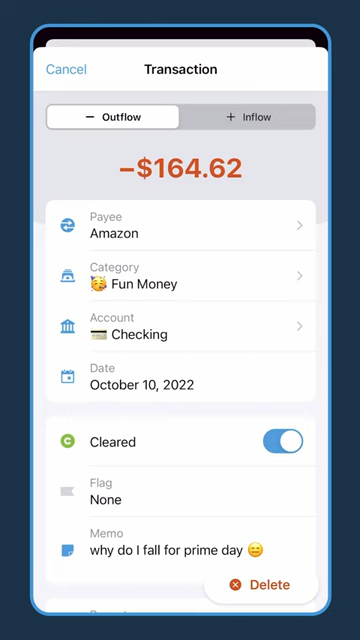 Cancel
Transaction
− Outflow
+ Inflow
−$164.62
Payee
Amazon
Category
🥳 Fun Money
Account
💳 Checking
Date
October 10, 2022
C
Cleared
Flag
None
Memo
why do I fall for prime day 😑
Delete